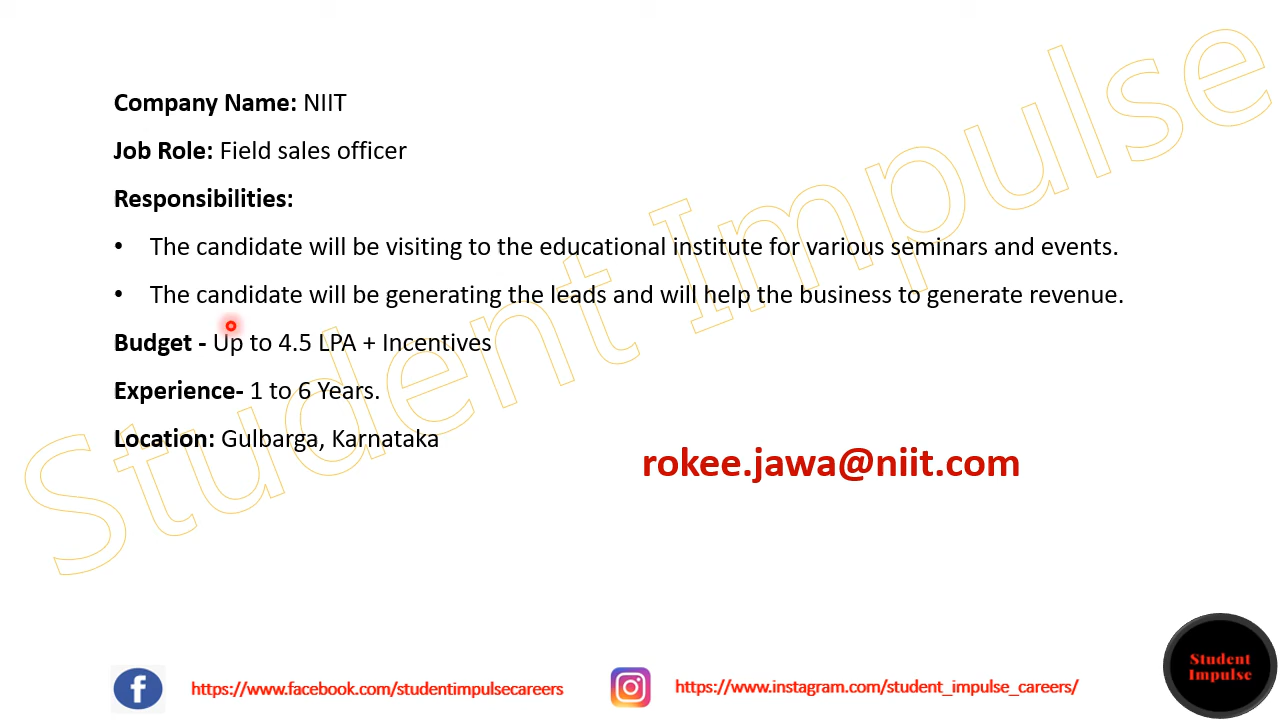 Company Name: NIIT
Job Role: Field sales officer
Responsibilities:
• The candidate will be visiting to the educational institute for various seminars and events.
• The candidate will be generating the leads and will help the business to generate revenue.
Budget - Up to 4.5 LPA + Incentives
Experience- 1 to 6 Years.
Location: Gulbarga, Karnataka
rokee.jawa@niit.com
Student Impulse
https://www.facebook.com/studentimpulsecareers
https://www.instagram.com/student_impulse_careers/
Student
Impulse